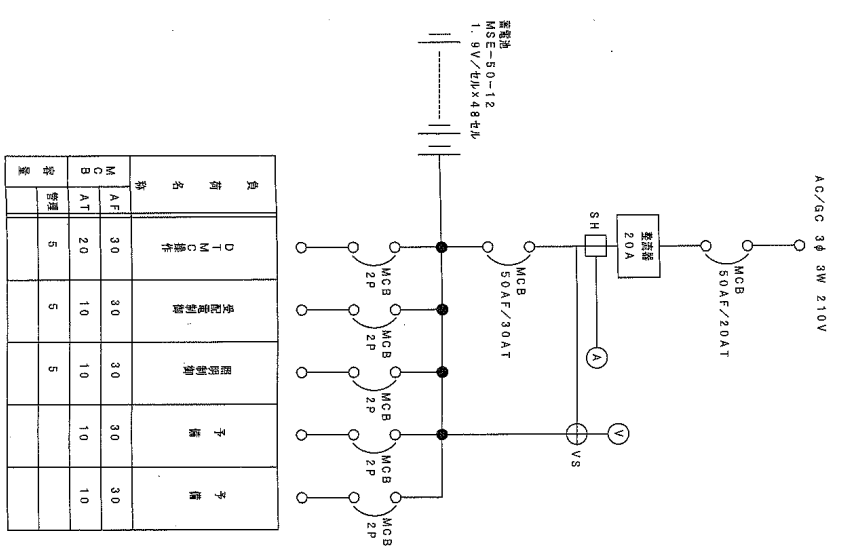 AC/GC 3φ 3W 210V
MCB
50AF/20AT
整流器
20A
SH
A
V
VS
MCB
50AF/30AT
蓄電池
MSE-50-12
1.9V/セル×48セル
MCB
2P
MCB
2P
MCB
2P
MCB
2P
MCB
2P
負荷名称
DTMC操作
受配電制御
照明制御
予備
予備
MCB
AF
30
30
30
30
30
AT
20
10
10
10
10
容量
管理
5
5
5